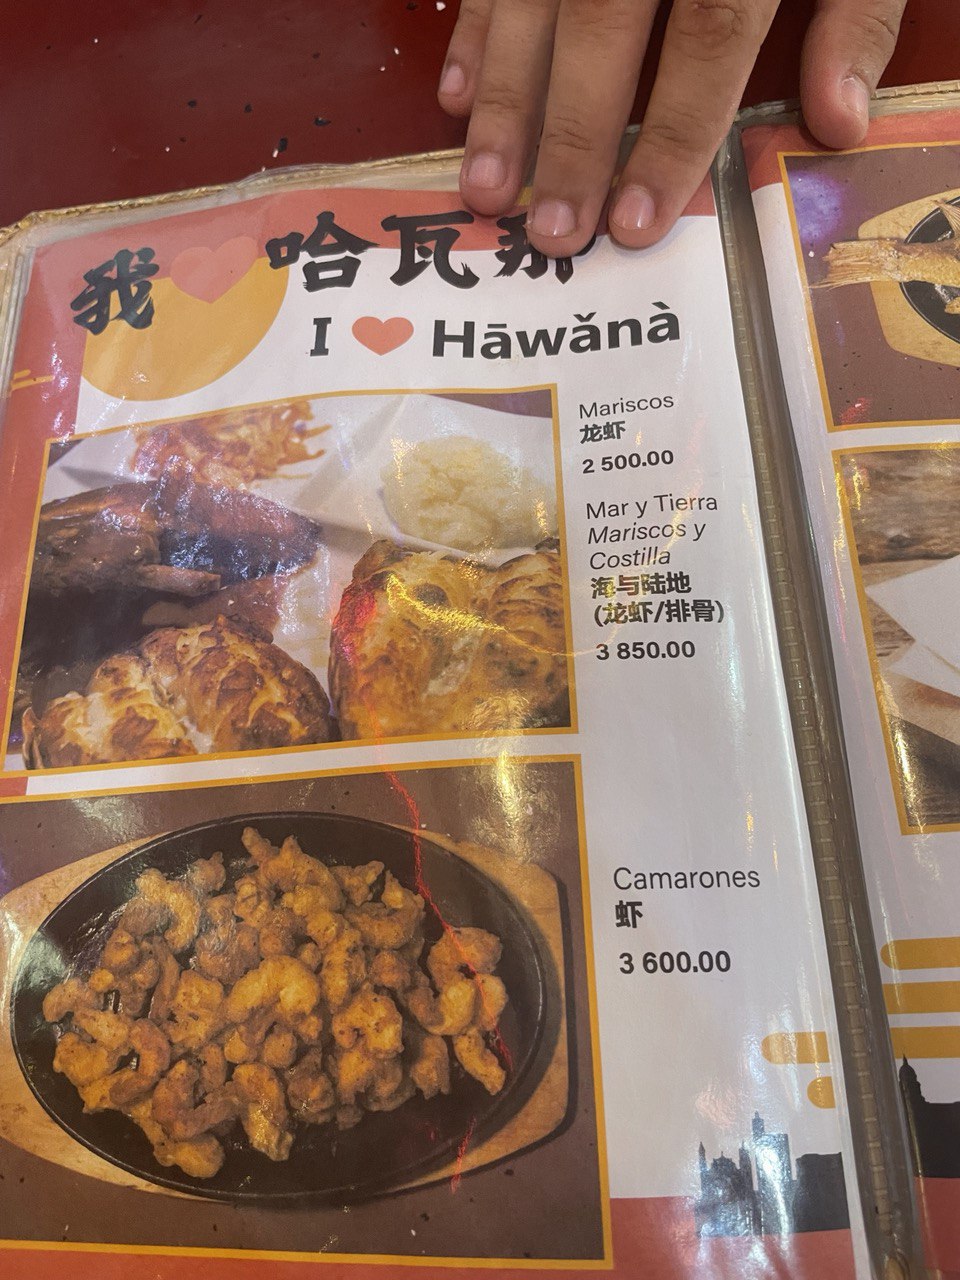 我❤哈瓦那
I ❤ Hāwǎnà
Mariscos
龙虾
2 500.00
Mar y Tierra
Mariscos y
Costilla
海与陆地
(龙虾/排骨)
3 850.00
Camarones
虾
3 600.00